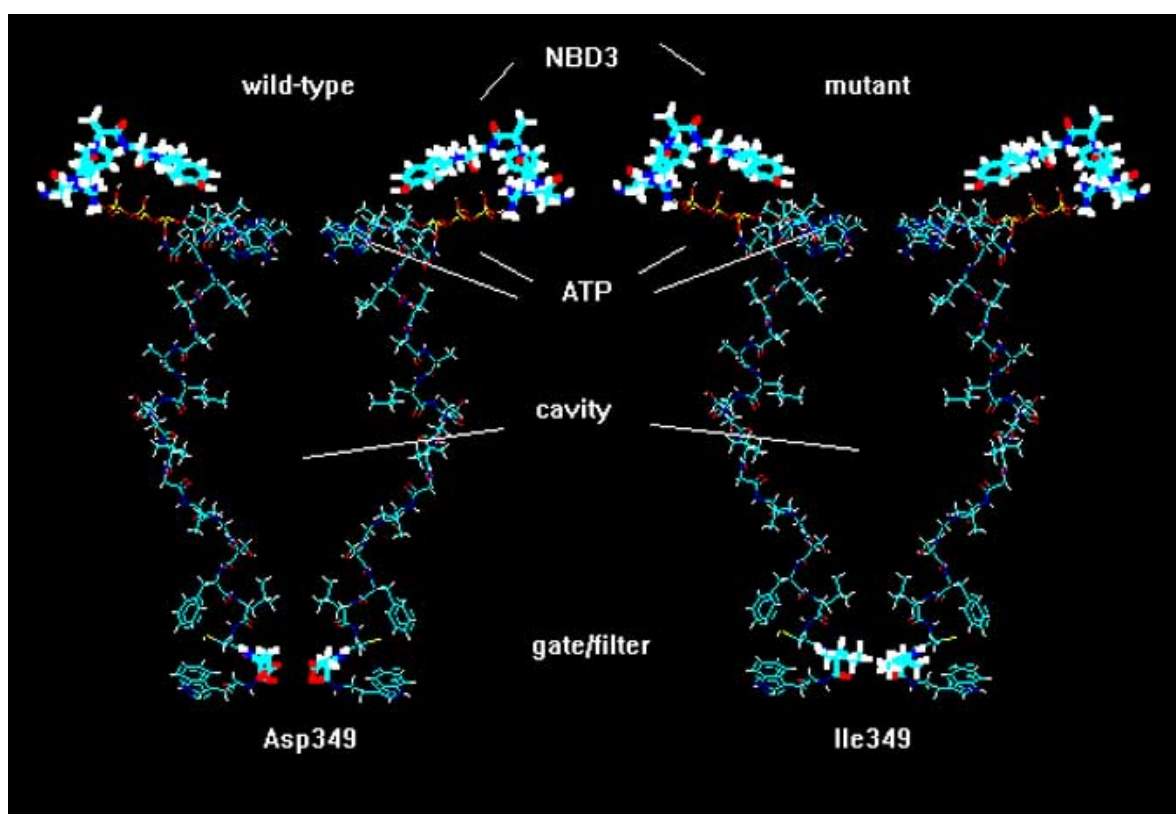 NBD3
wild-type
mutant
ATP
cavity
gate/filter
Asp349
Ile349